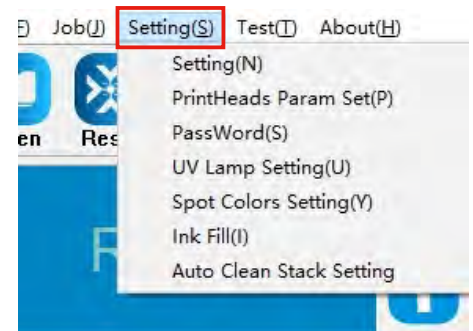 Job(J) Setting(S) Test(T) About(H)
Setting(N)
PrintHeads Param Set(P)
PassWord(S)
UV Lamp Setting(U)
Spot Colors Setting(Y)
Ink Fill(I)
Auto Clean Stack Setting